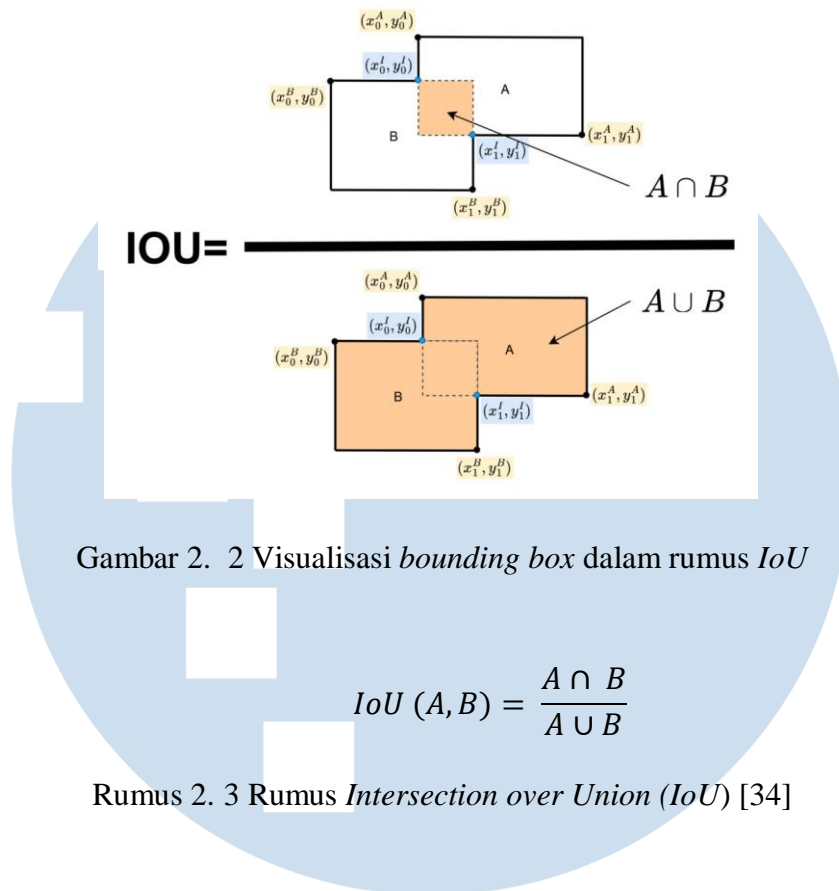 (x₀ᴬ, y₀ᴬ)
(x₀ᴵ, y₀ᴵ)
A
(x₀ᴮ, y₀ᴮ)
B
(x₁ᴬ, y₁ᴬ)
(x₁ᴵ, y₁ᴵ)
A ∩ B
(x₁ᴮ, y₁ᴮ)
IOU=
(x₀ᴬ, y₀ᴬ)
A ∪ B
(x₀ᴵ, y₀ᴵ)
(x₀ᴮ, y₀ᴮ)
A
B
(x₁ᴬ, y₁ᴬ)
(x₁ᴵ, y₁ᴵ)
(x₁ᴮ, y₁ᴮ)
Gambar 2. 2 Visualisasi bounding box dalam rumus IoU
IoU (A, B) = A ∩ B / A ∪ B
Rumus 2. 3 Rumus Intersection over Union (IoU) [34]